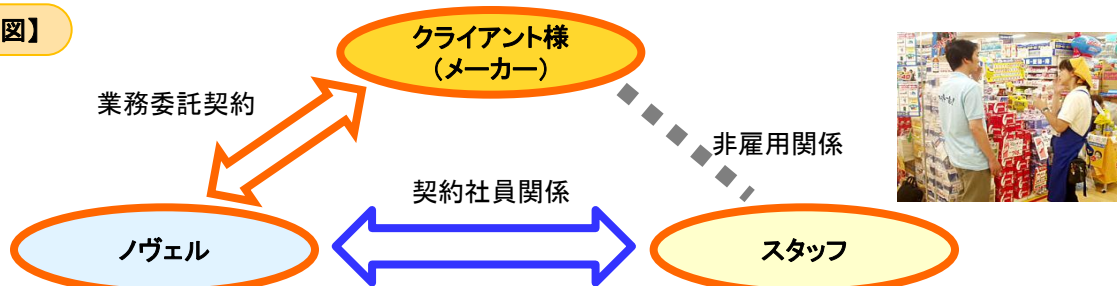 図】
クライアント様
（メーカー）
業務委託契約
非雇用関係
契約社員関係
ノヴェル
スタッフ